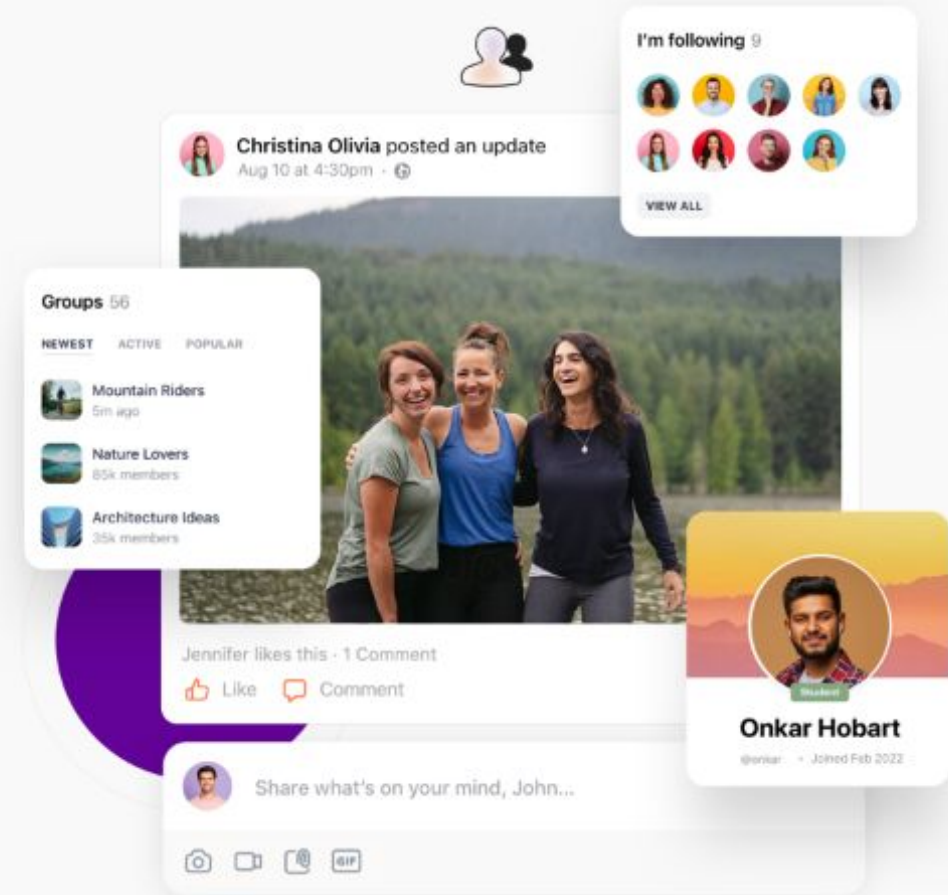 I'm following 9
VIEW ALL
Christina Olivia posted an update
Aug 10 at 4:30pm ·
Groups 56
NEWEST ACTIVE POPULAR
Mountain Riders
5m ago
Nature Lovers
85k members
Architecture Ideas
35k members
Jennifer likes this · 1 Comment
Like Comment
Student
Onkar Hobart
@onkar • Joined Feb 2022
Share what's on your mind, John...
GIF